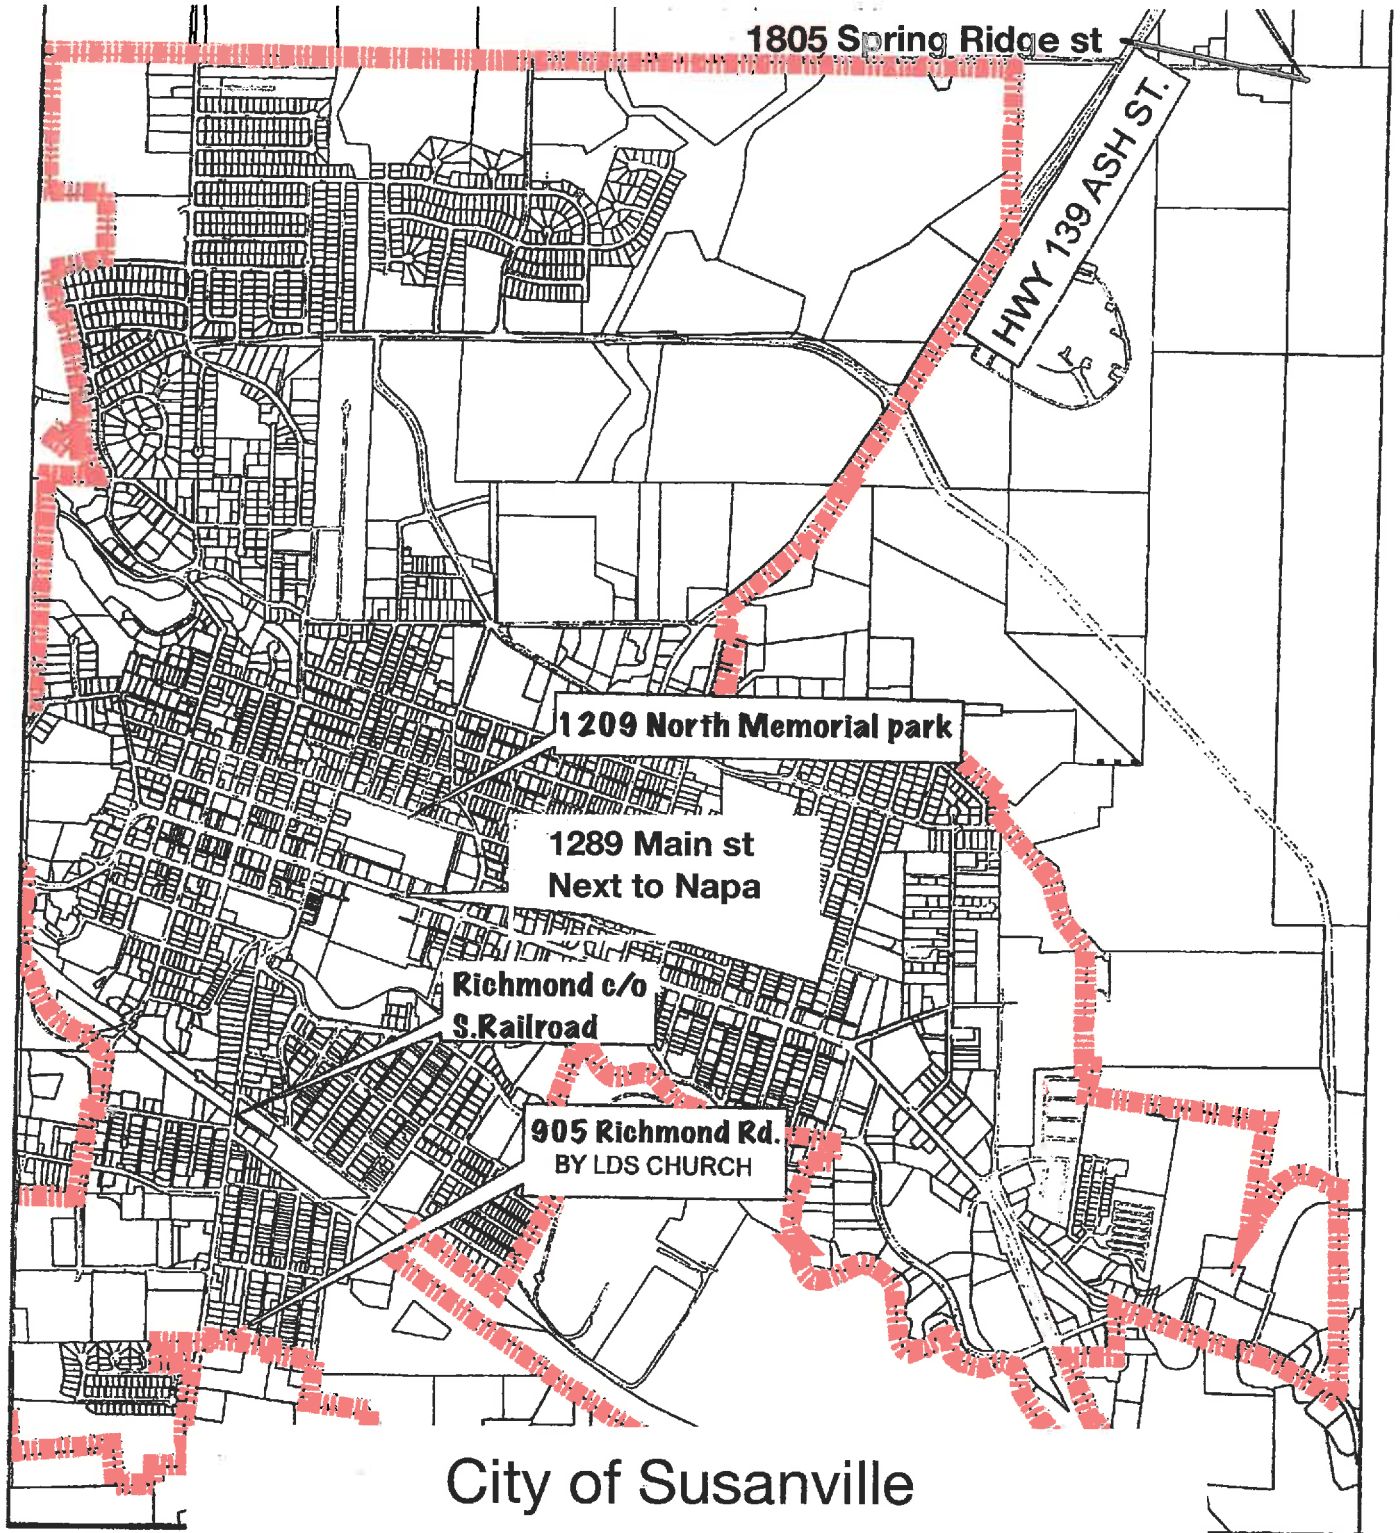 1805 Spring Ridge st
HWY 139 ASH ST.
1209 North Memorial park
1289 Main st
Next to Napa
Richmond c/o
S.Railroad
905 Richmond Rd.
BY LDS CHURCH
City of Susanville